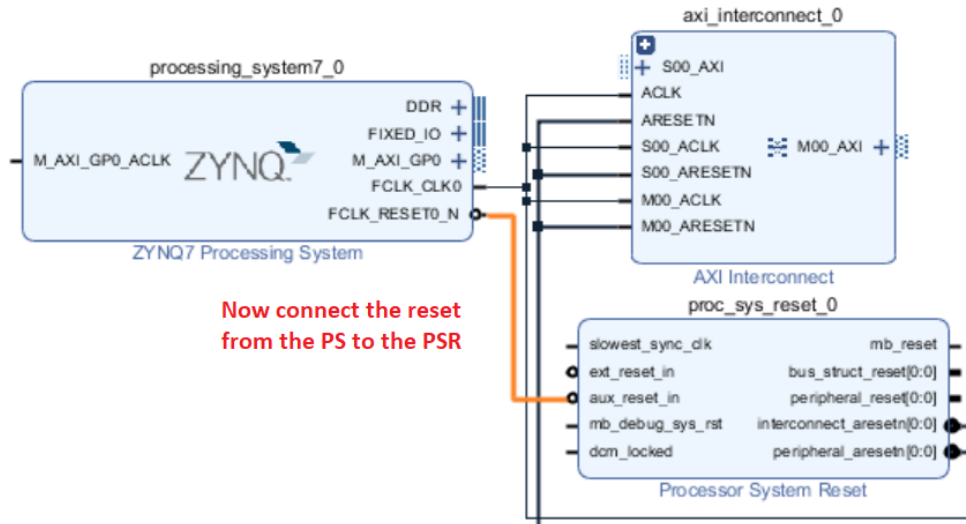 processing_system7_0
DDR
FIXED_IO
M_AXI_GP0_ACLK
ZYNQ
M_AXI_GP0
FCLK_CLK0
FCLK_RESET0_N
ZYNQ7 Processing System
axi_interconnect_0
S00_AXI
ACLK
ARESETN
S00_ACLK
M00_AXI
S00_ARESETN
M00_ACLK
M00_ARESETN
AXI Interconnect
Now connect the reset
from the PS to the PSR
proc_sys_reset_0
slowest_sync_clk
mb_reset
ext_reset_in
bus_struct_reset[0:0]
aux_reset_in
peripheral_reset[0:0]
mb_debug_sys_rst
interconnect_aresetn[0:0]
dcm_locked
peripheral_aresetn[0:0]
Processor System Reset